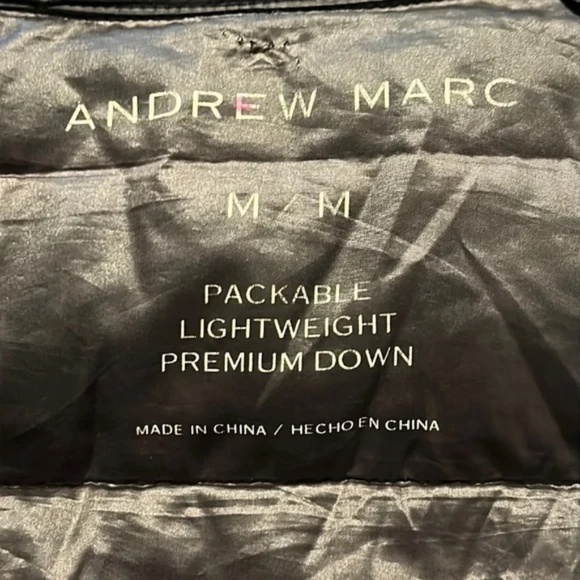 ANDREW MARC
M / M
PACKABLE
LIGHTWEIGHT
PREMIUM DOWN
MADE IN CHINA / HECHO EN CHINA